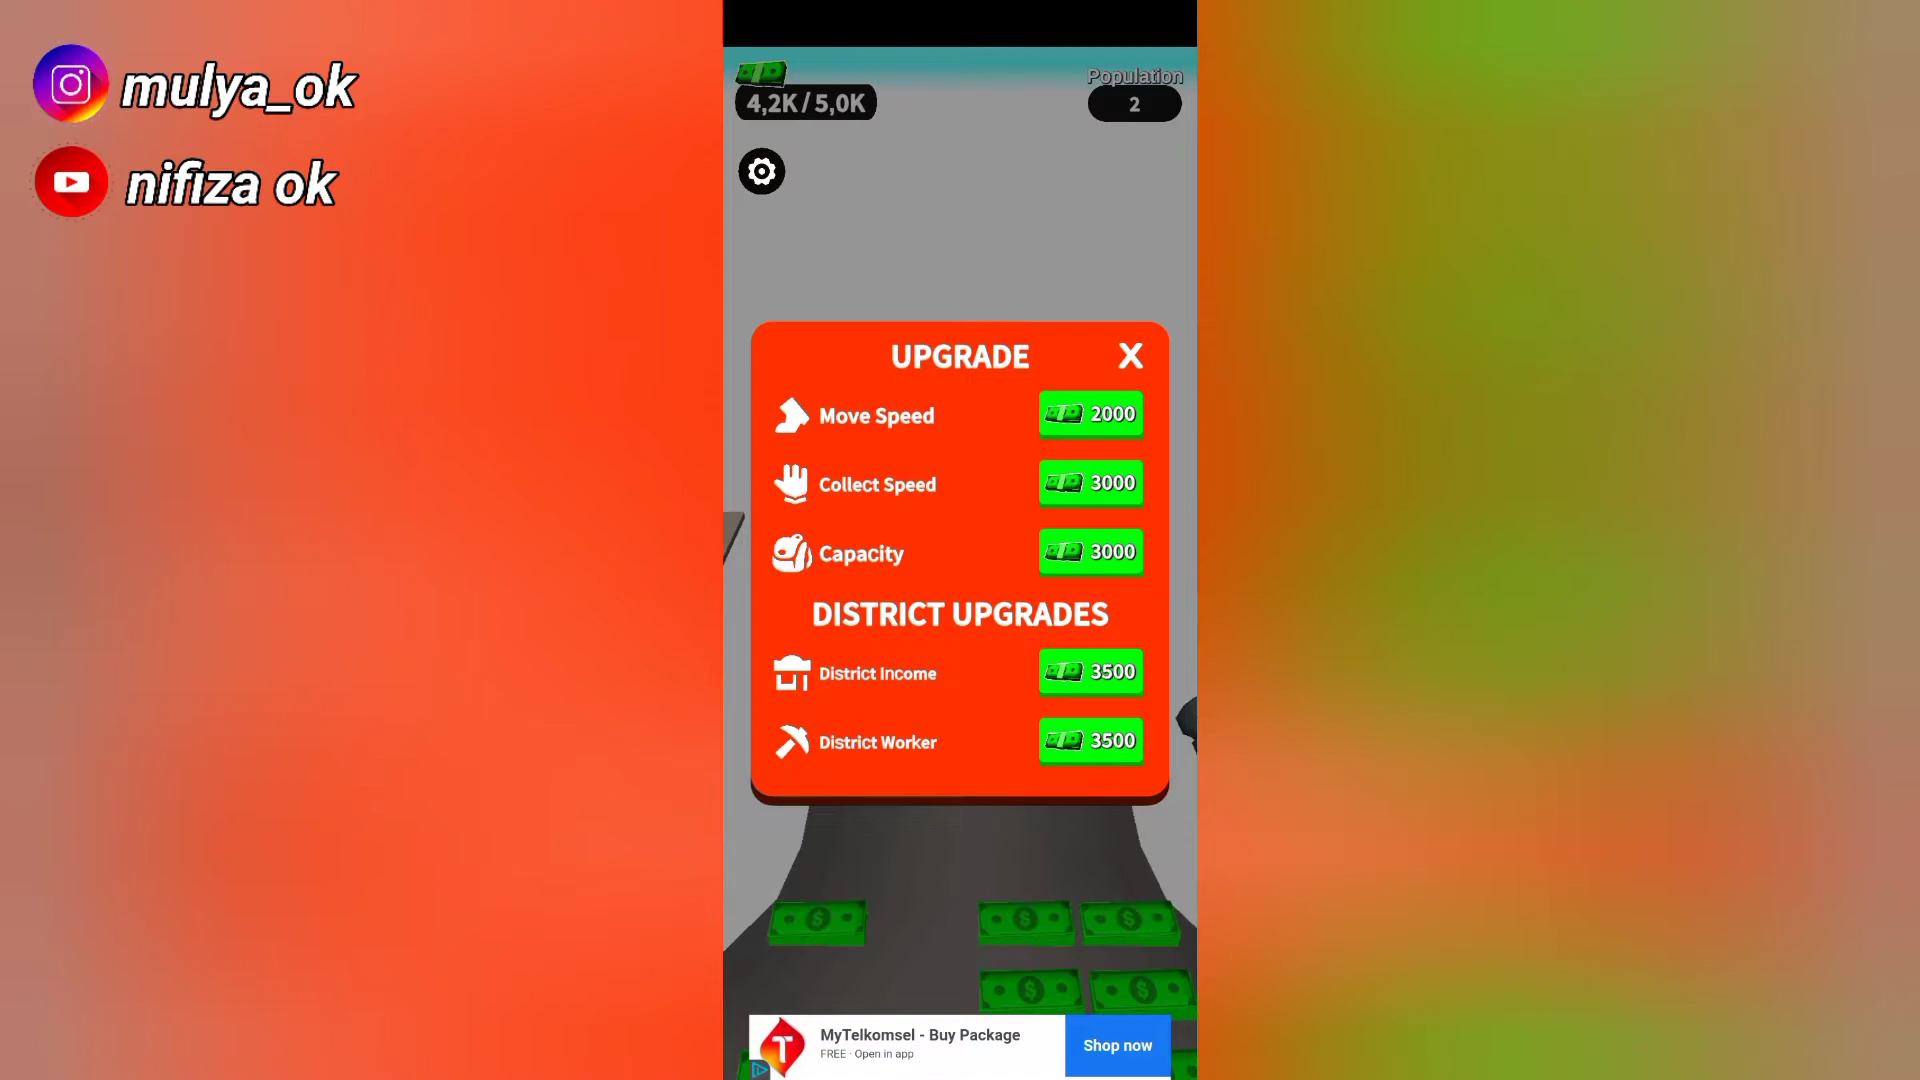 mulya_ok
nifiza ok
4,2K / 5,0K
Population
2
UPGRADE X
Move Speed 2000
Collect Speed 3000
Capacity 3000
DISTRICT UPGRADES
District Income 3500
District Worker 3500
MyTelkomsel - Buy Package
FREE · Open in app
Shop now